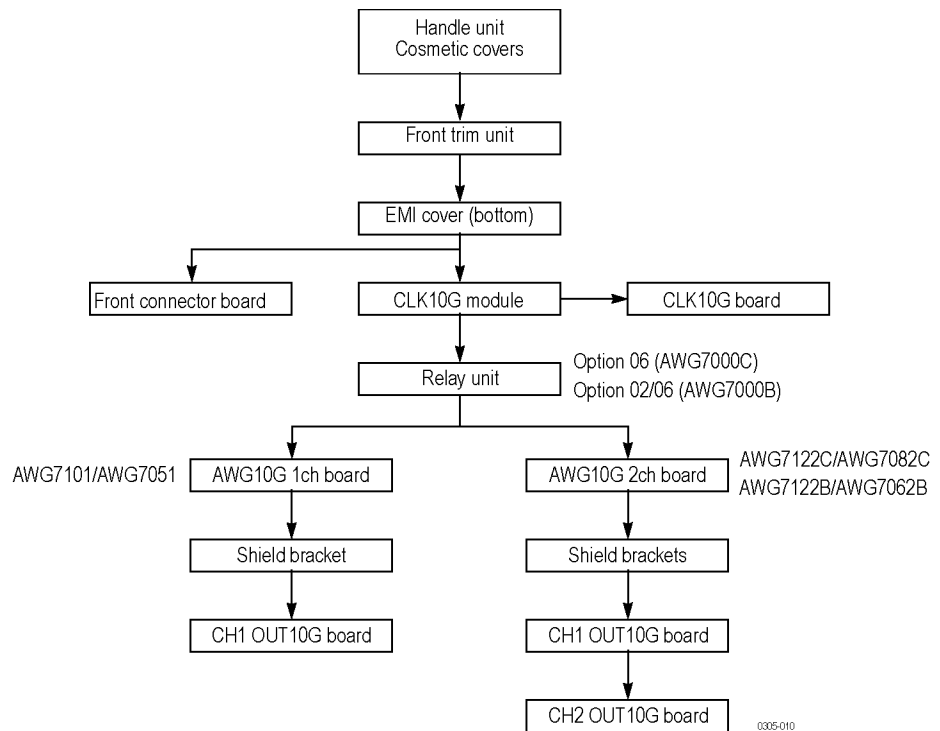 Handle unit
Cosmetic covers
Front trim unit
EMI cover (bottom)
Front connector board
CLK10G module
CLK10G board
Relay unit
Option 06 (AWG7000C)
Option 02/06 (AWG7000B)
AWG7101/AWG7051
AWG10G 1ch board
AWG10G 2ch board
AWG7122C/AWG7082C
AWG7122B/AWG7062B
Shield bracket
Shield brackets
CH1 OUT10G board
CH1 OUT10G board
CH2 OUT10G board
0305-010